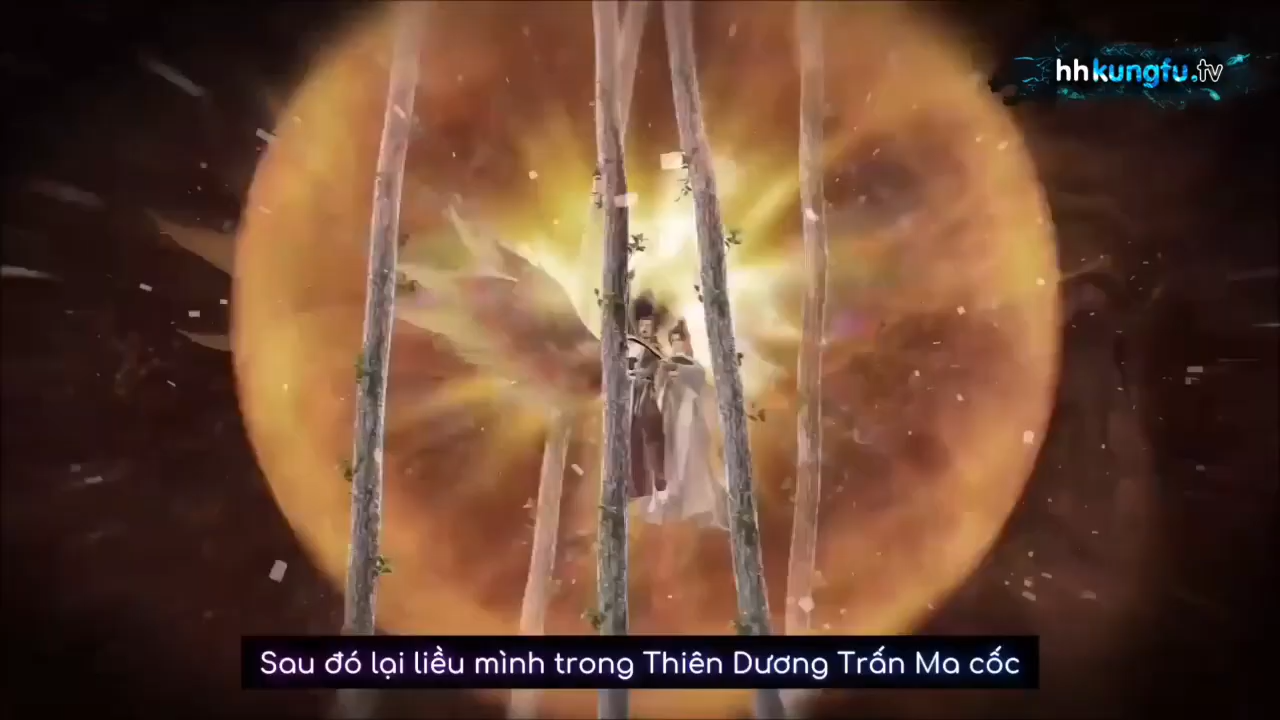 hhkungfu.tv
Sau đó lại liều mình trong Thiên Dương Trấn Ma cốc